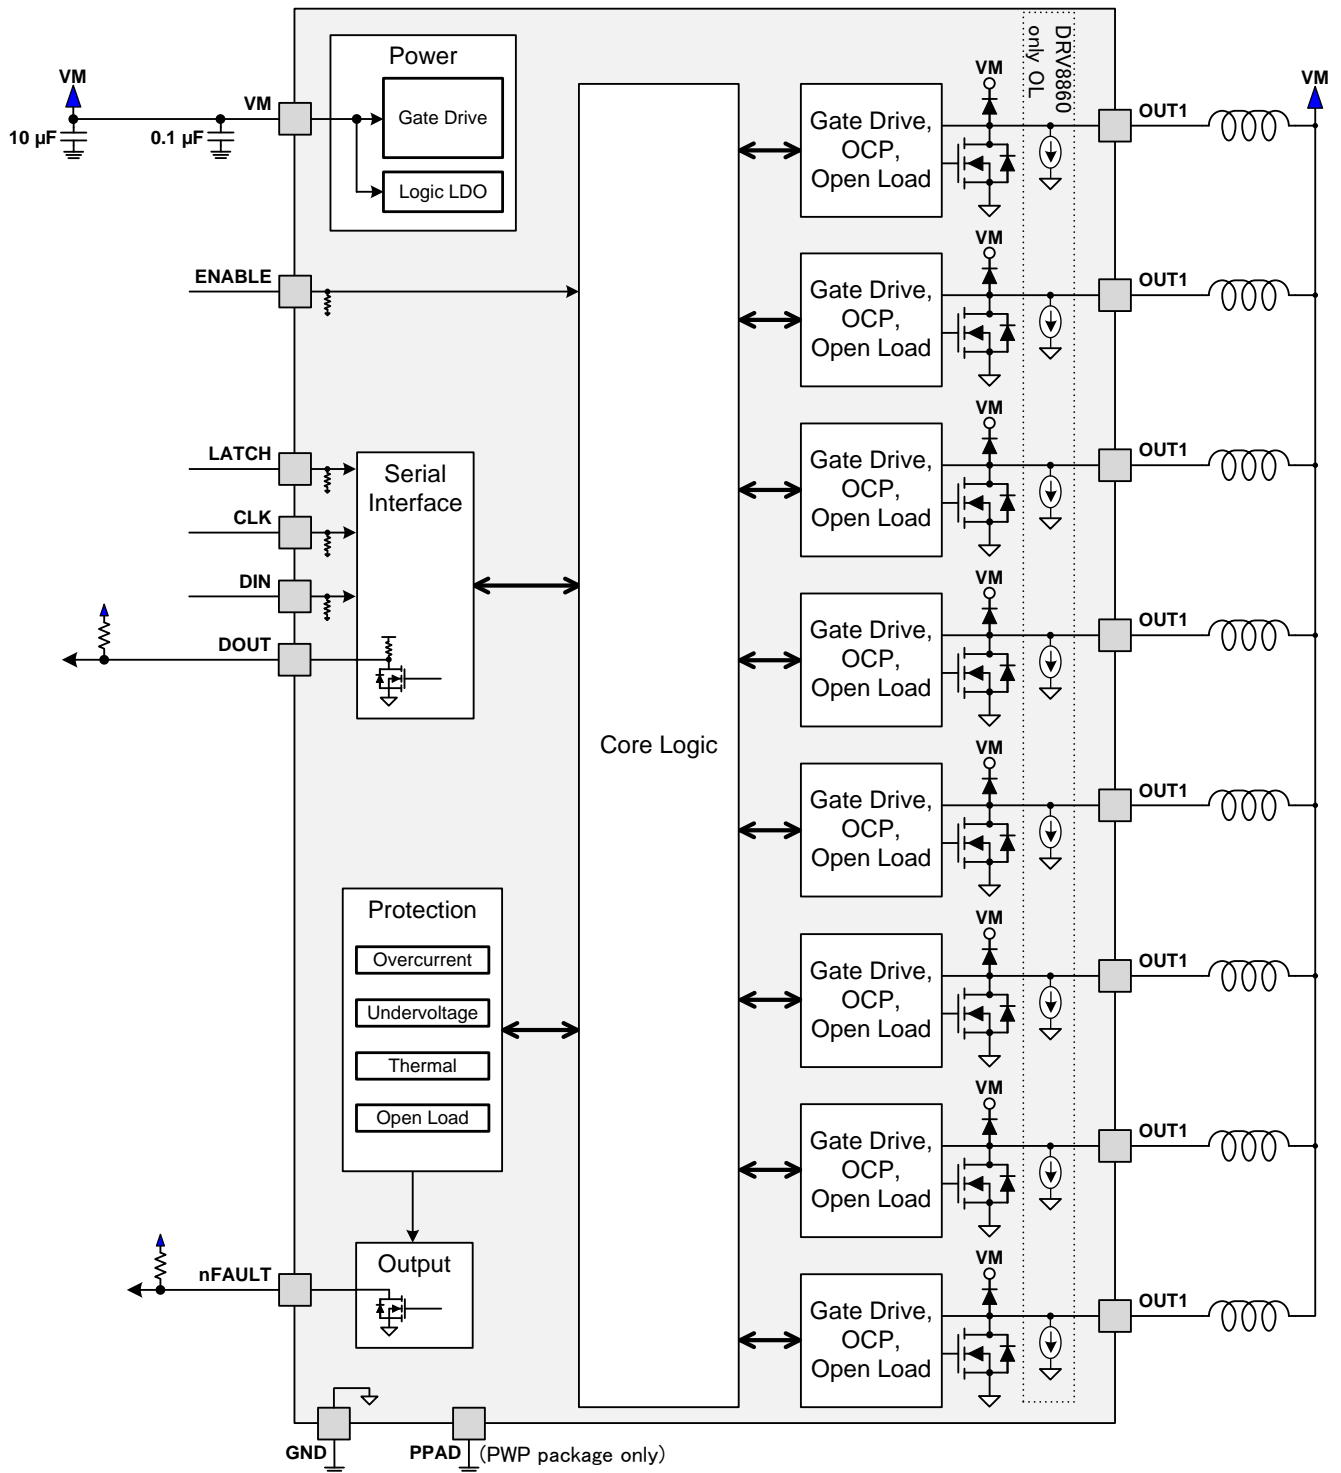 VM
10 µF
0.1 µF
VM
Power
Gate Drive
Logic LDO
ENABLE
LATCH
CLK
DIN
DOUT
Serial
Interface
Core Logic
Protection
Overcurrent
Undervoltage
Thermal
Open Load
nFAULT
Output
GND
PPAD
(PWP package only)
DRV8860
only OL
VM
Gate Drive,
OCP,
Open Load
VM
OUT1
Gate Drive,
OCP,
Open Load
VM
OUT1
Gate Drive,
OCP,
Open Load
VM
OUT1
Gate Drive,
OCP,
Open Load
VM
OUT1
Gate Drive,
OCP,
Open Load
VM
OUT1
Gate Drive,
OCP,
Open Load
VM
OUT1
Gate Drive,
OCP,
Open Load
VM
OUT1
Gate Drive,
OCP,
Open Load
VM
OUT1